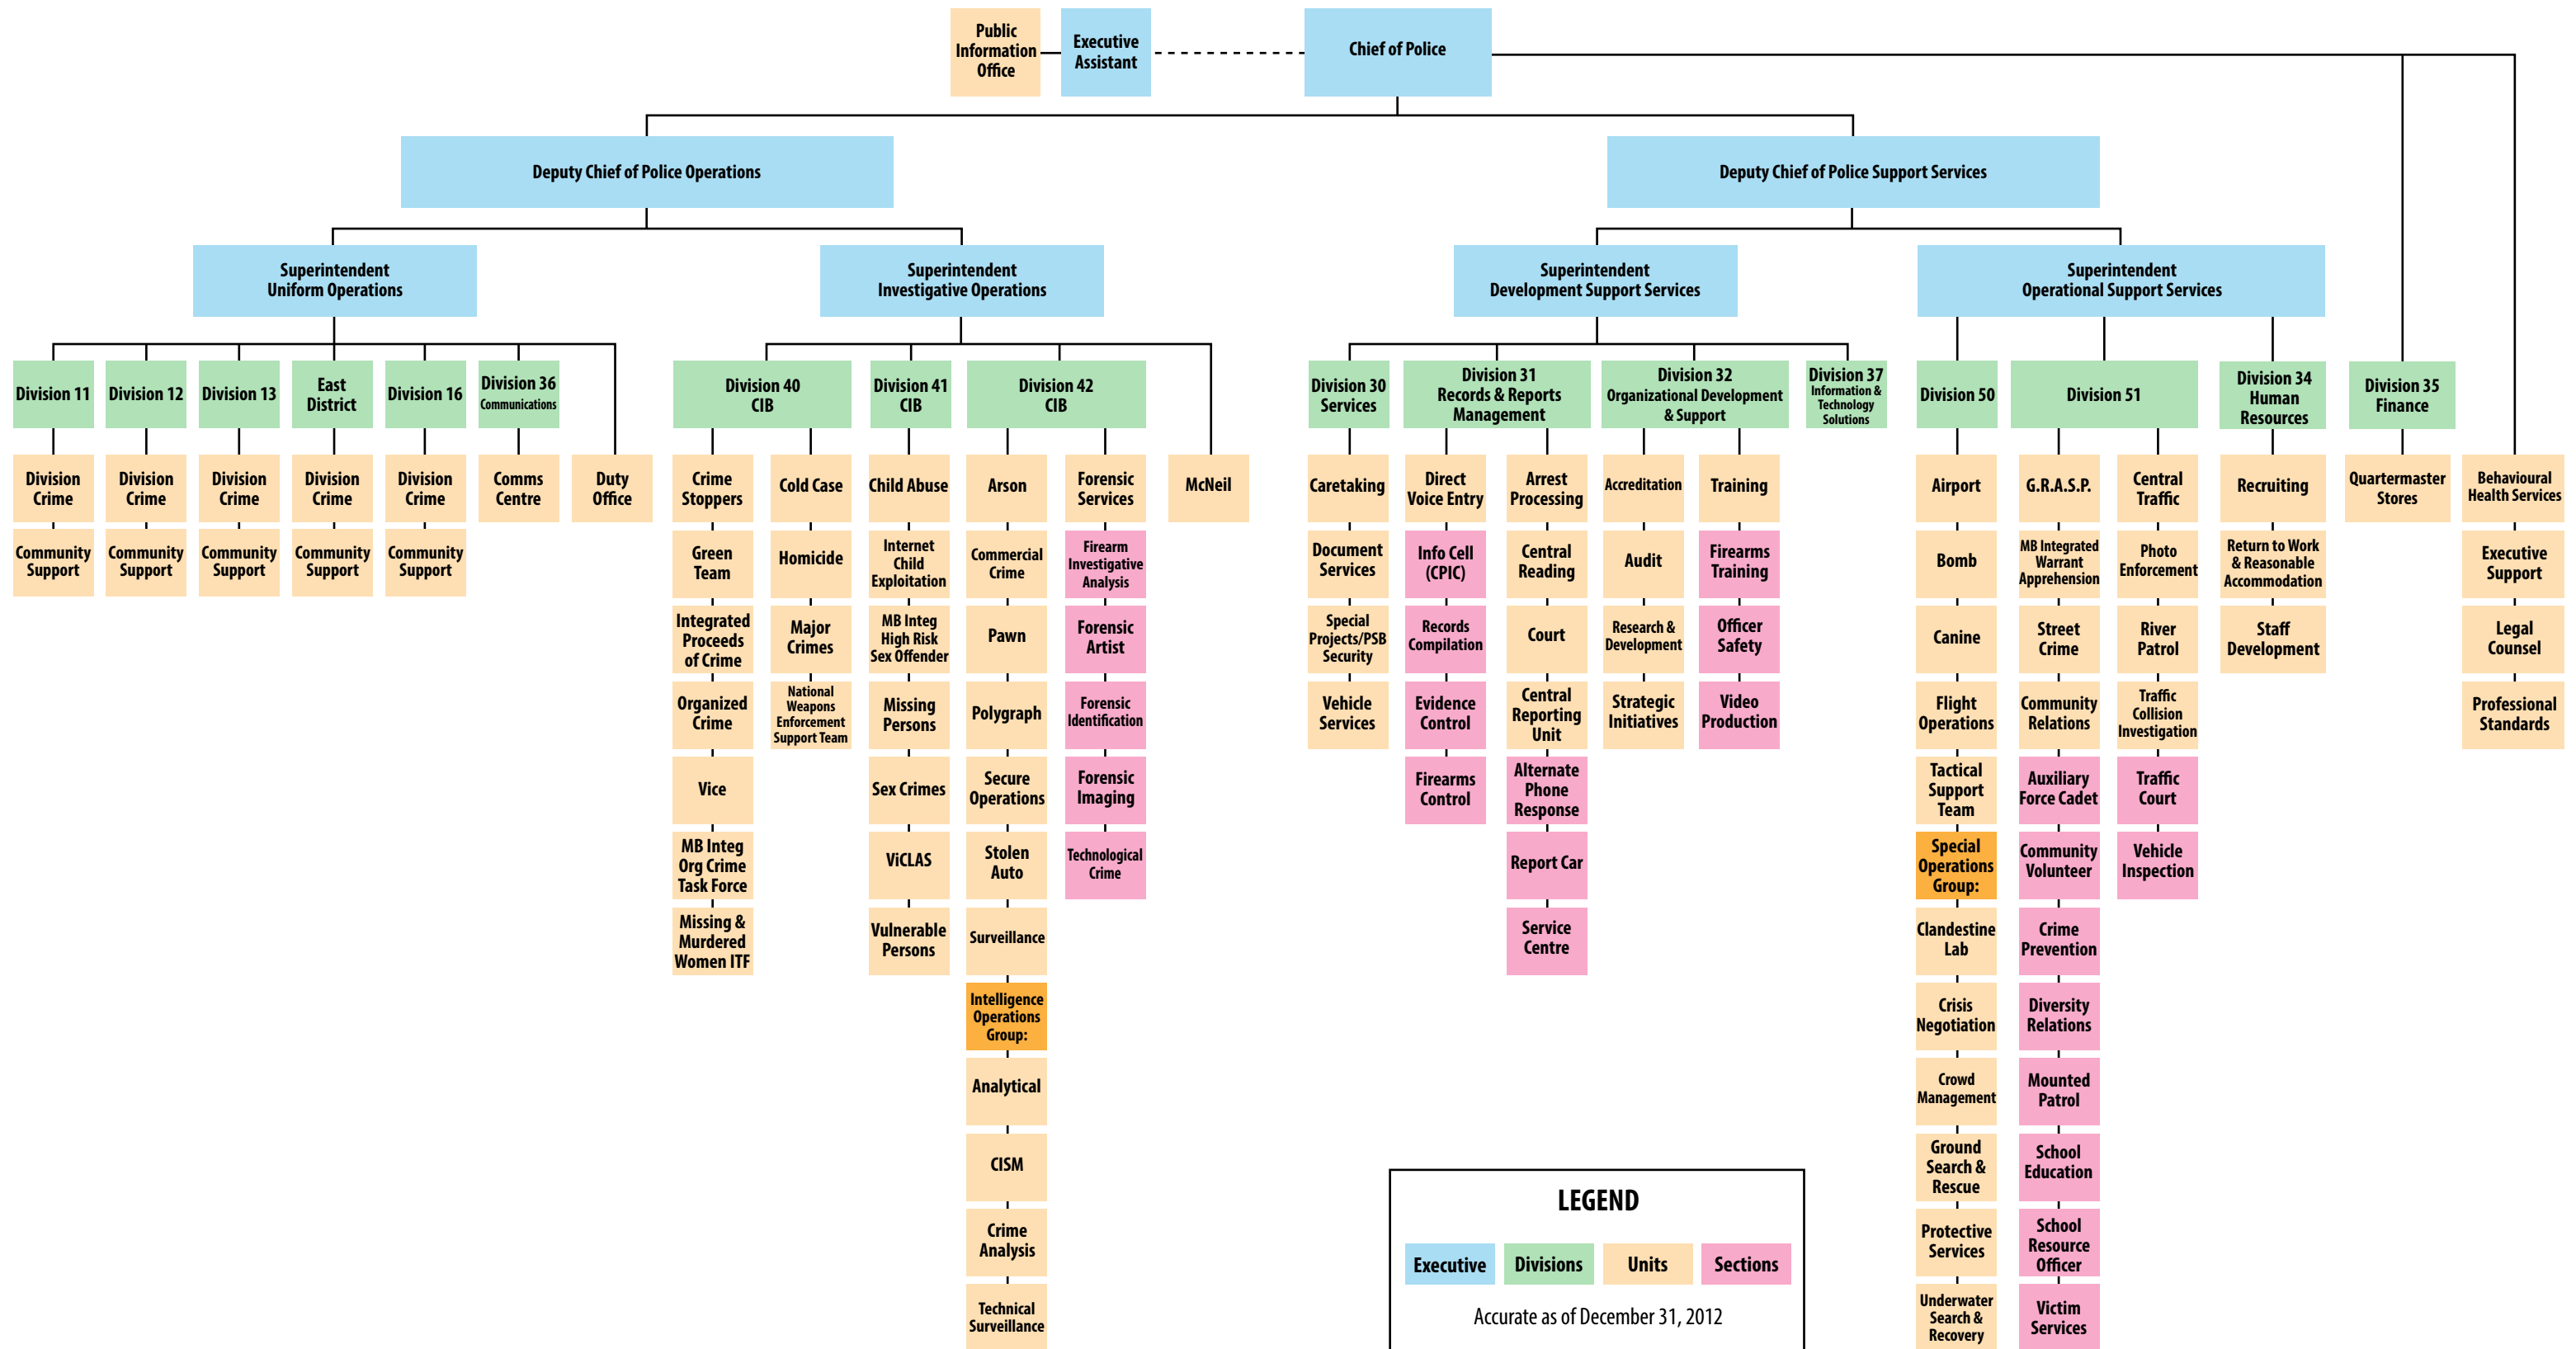 Public
Information
Office
Executive
Assistant
Chief of Police
Deputy Chief of Police Operations
Deputy Chief of Police Support Services
Superintendent
Uniform Operations
Superintendent
Investigative Operations
Superintendent
Development Support Services
Superintendent
Operational Support Services
Division 11
Division 12
Division 13
East
District
Division 16
Division 36
Communications
Division 40
CIB
Division 41
CIB
Division 42
CIB
Division 30
Services
Division 31
Records & Reports
Management
Division 32
Organizational Development
& Support
Division 37
Information &
Technology
Solutions
Division 50
Division 51
Division 34
Human
Resources
Division 35
Finance
Division
Crime
Community
Support
Division
Crime
Community
Support
Division
Crime
Community
Support
Division
Crime
Community
Support
Division
Crime
Community
Support
Comms
Centre
Duty
Office
Crime
Stoppers
Green
Team
Integrated
Proceeds
of Crime
Organized
Crime
Vice
MB Integ
Org Crime
Task Force
Missing &
Murdered
Women ITF
Cold Case
Homicide
Major
Crimes
National
Weapons
Enforcement
Support Team
Child Abuse
Internet
Child
Exploitation
MB Integ
High Risk
Sex Offender
Missing
Persons
Sex Crimes
ViCLAS
Vulnerable
Persons
Arson
Commercial
Crime
Pawn
Polygraph
Secure
Operations
Stolen
Auto
Surveillance
Intelligence
Operations
Group:
Analytical
CISM
Crime
Analysis
Technical
Surveillance
Forensic
Services
Firearm
Investigative
Analysis
Forensic
Artist
Forensic
Identification
Forensic
Imaging
Technological
Crime
McNeil
Caretaking
Document
Services
Special
Projects/PSB
Security
Vehicle
Services
Direct
Voice Entry
Info Cell
(CPIC)
Records
Compilation
Evidence
Control
Firearms
Control
Arrest
Processing
Central
Reading
Court
Central
Reporting
Unit
Alternate
Phone
Response
Report Car
Service
Centre
Accreditation
Audit
Research &
Development
Strategic
Initiatives
Training
Firearms
Training
Officer
Safety
Video
Production
Airport
Bomb
Canine
Flight
Operations
Tactical
Support
Team
Special
Operations
Group:
Clandestine
Lab
Crisis
Negotiation
Crowd
Management
Ground
Search &
Rescue
Protective
Services
Underwater
Search &
Recovery
G.R.A.S.P.
MB Integrated
Warrant
Apprehension
Street
Crime
Community
Relations
Auxiliary
Force Cadet
Community
Volunteer
Crime
Prevention
Diversity
Relations
Mounted
Patrol
School
Education
School
Resource
Officer
Victim
Services
Central
Traffic
Photo
Enforcement
River
Patrol
Traffic
Collision
Investigation
Traffic
Court
Vehicle
Inspection
Recruiting
Return to Work
& Reasonable
Accommodation
Staff
Development
Quartermaster
Stores
Behavioural
Health Services
Executive
Support
Legal
Counsel
Professional
Standards
LEGEND
Executive
Divisions
Units
Sections
Accurate as of December 31, 2012